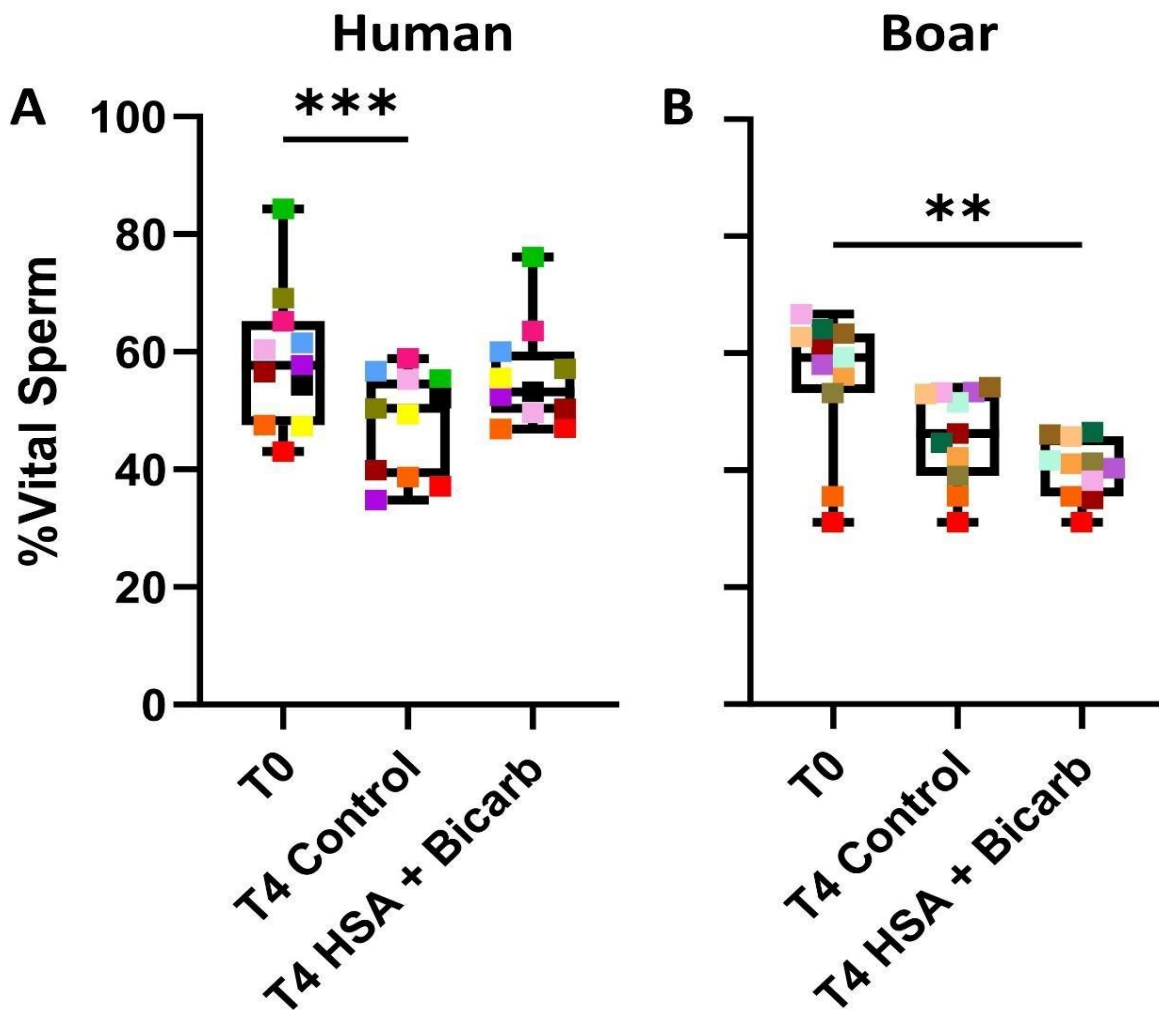 Human
Boar
A
B
***
**
%Vital Sperm
100
80
60
40
20
0
T0
T4 Control
T4 HSA + Bicarb
T0
T4 Control
T4 HSA + Bicarb